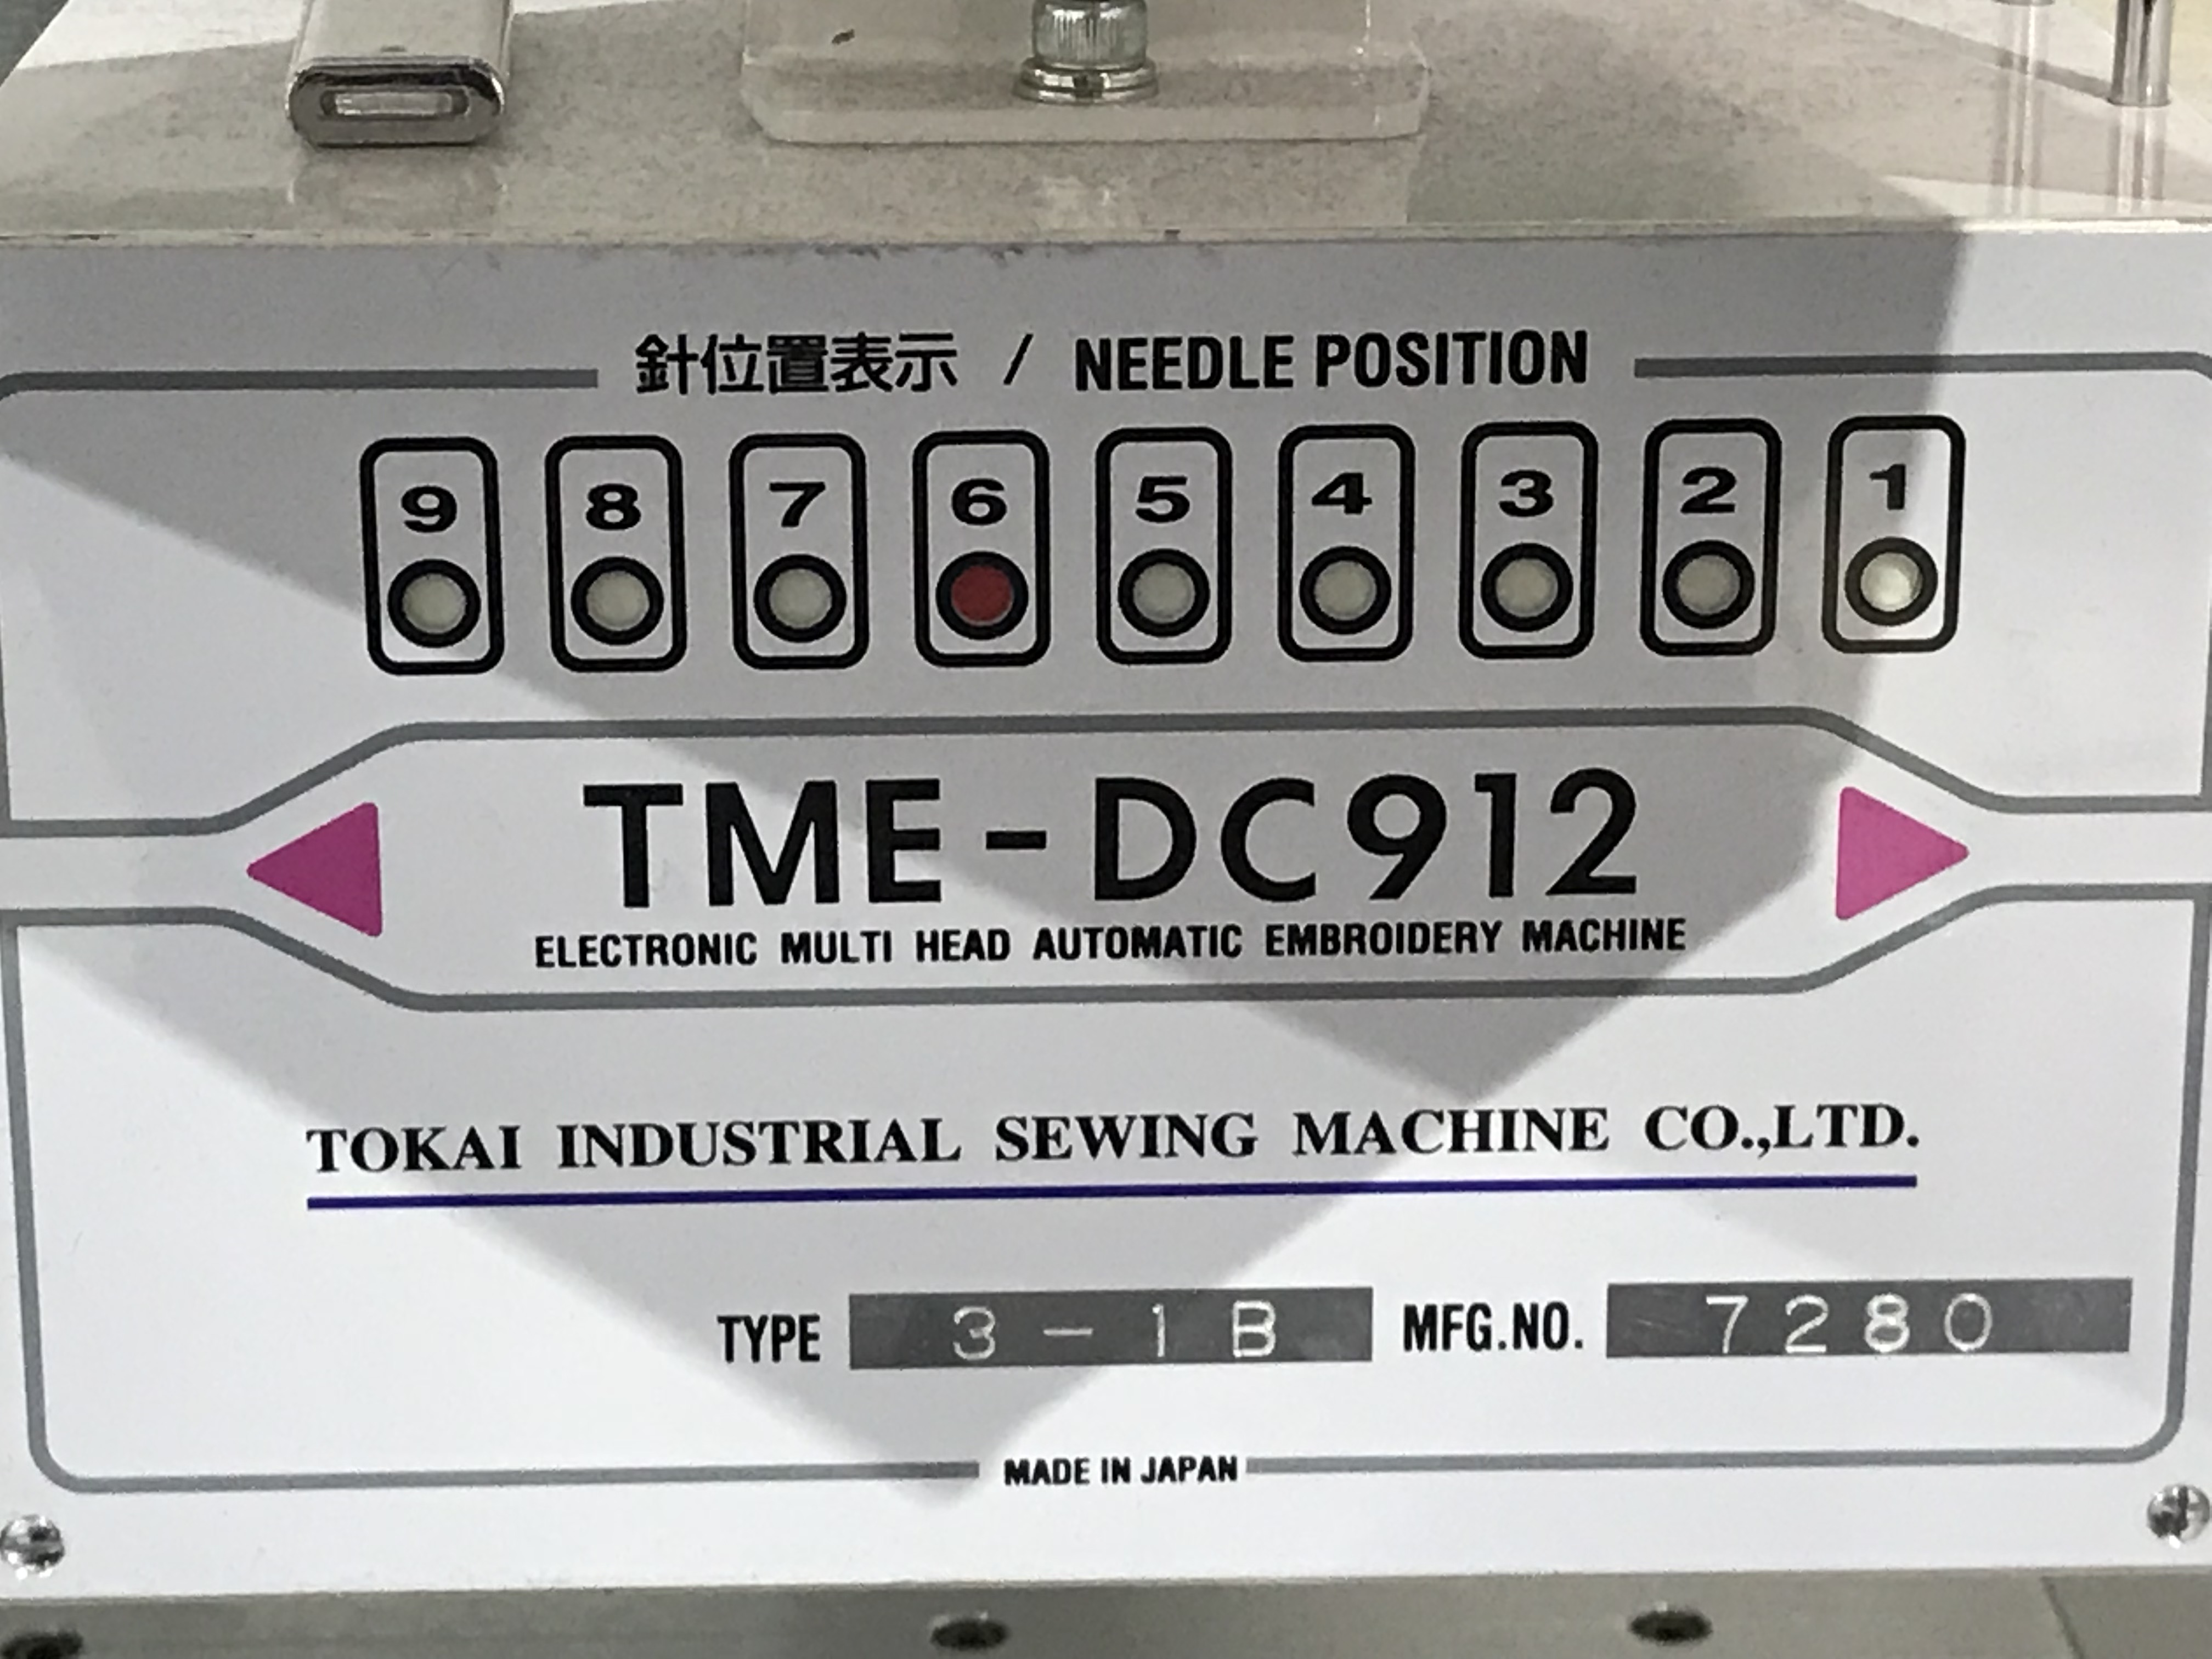 針位置表示 / NEEDLE POSITION
9 8 7 6 5 4 3 2 1
TME-DC912
ELECTRONIC MULTI HEAD AUTOMATIC EMBROIDERY MACHINE
TOKAI INDUSTRIAL SEWING MACHINE CO.,LTD.
TYPE 3-1B MFG.NO. 7280
MADE IN JAPAN